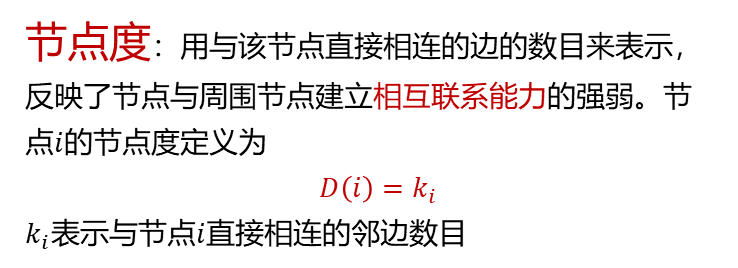 节点度：用与该节点直接相连的边的数目来表示，
反映了节点与周围节点建立相互联系能力的强弱。节
点i的节点度定义为
D(i) = kᵢ
kᵢ表示与节点i直接相连的邻边数目